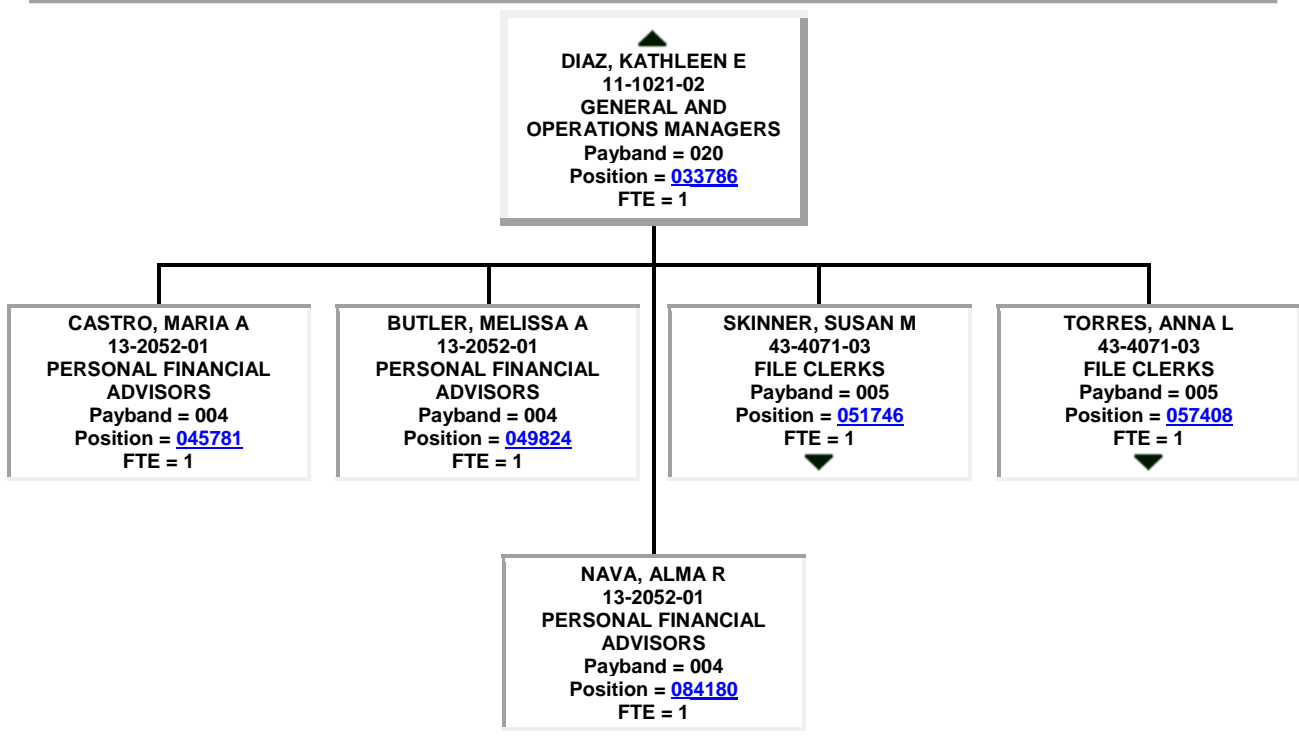 DIAZ, KATHLEEN E
11-1021-02
GENERAL AND
OPERATIONS MANAGERS
Payband = 020
Position = 033786
FTE = 1
CASTRO, MARIA A
13-2052-01
PERSONAL FINANCIAL
ADVISORS
Payband = 004
Position = 045781
FTE = 1
BUTLER, MELISSA A
13-2052-01
PERSONAL FINANCIAL
ADVISORS
Payband = 004
Position = 049824
FTE = 1
SKINNER, SUSAN M
43-4071-03
FILE CLERKS
Payband = 005
Position = 051746
FTE = 1
TORRES, ANNA L
43-4071-03
FILE CLERKS
Payband = 005
Position = 057408
FTE = 1
NAVA, ALMA R
13-2052-01
PERSONAL FINANCIAL
ADVISORS
Payband = 004
Position = 084180
FTE = 1